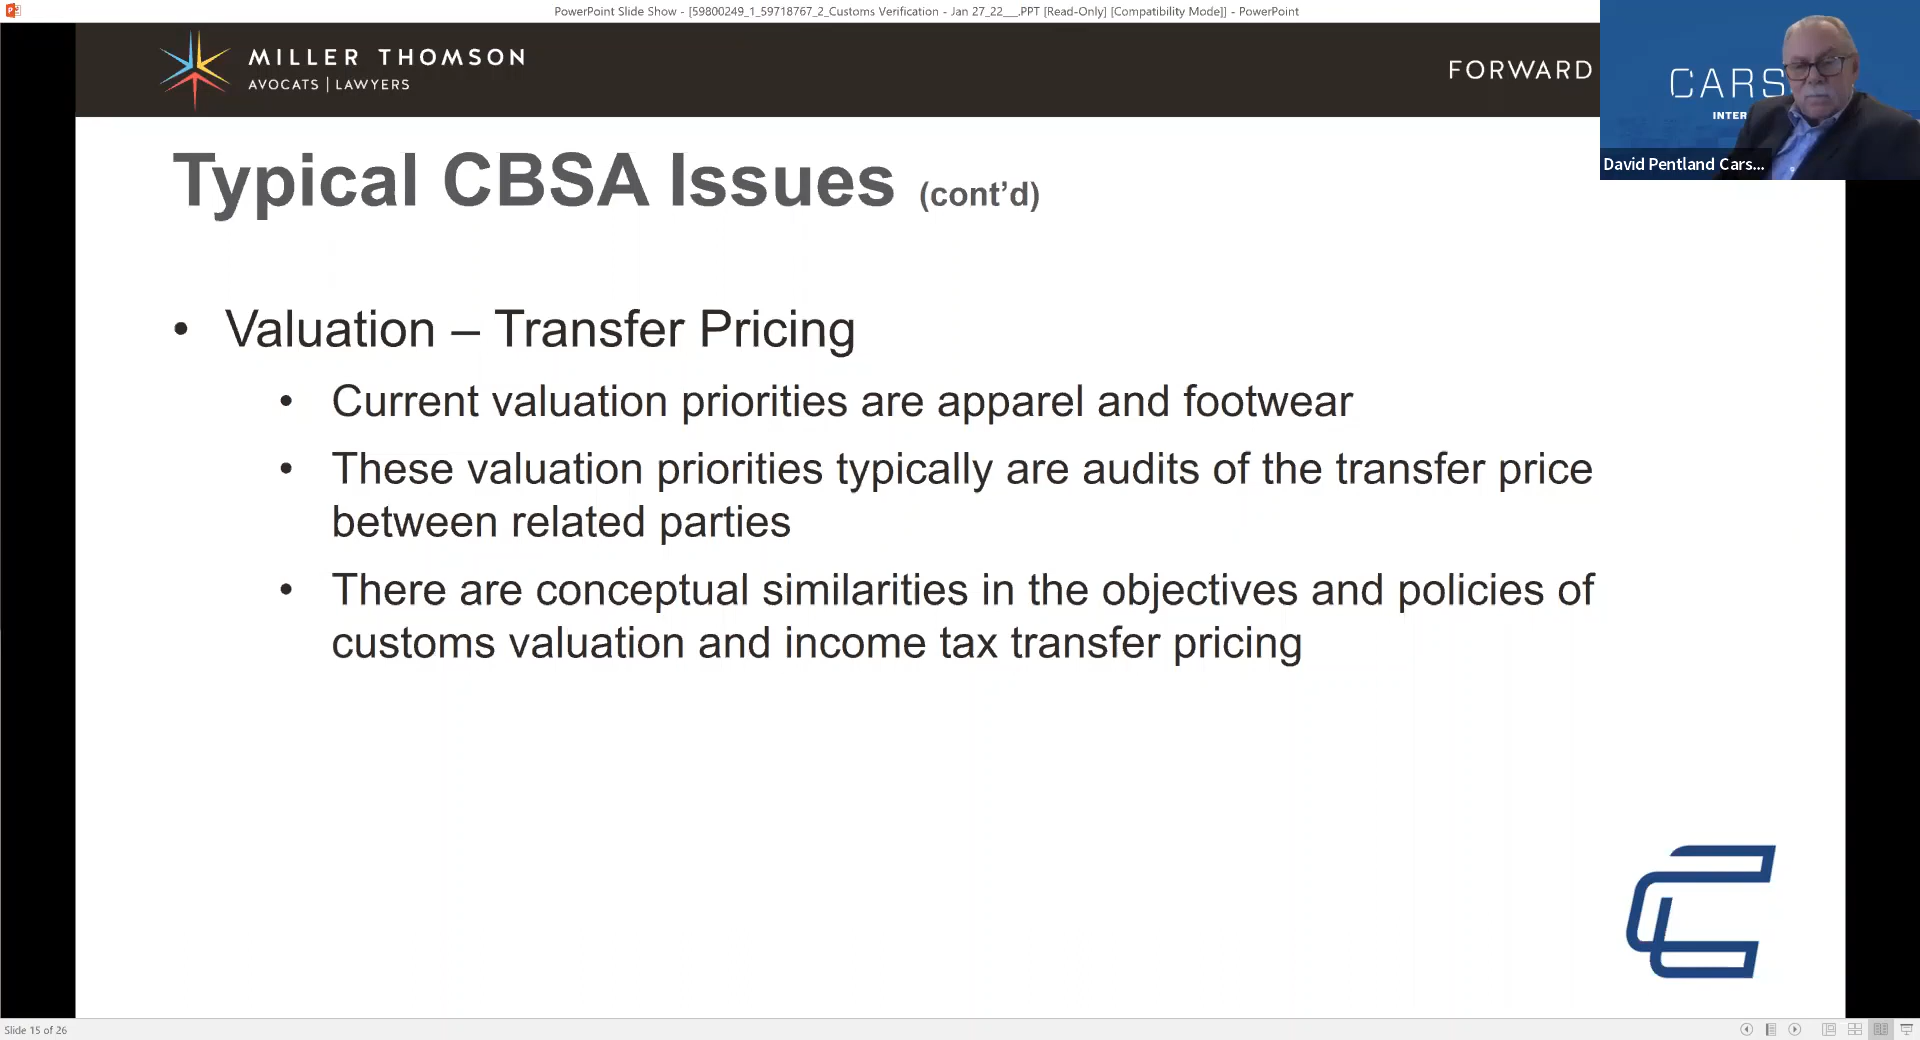 PowerPoint Slide Show - [59800249_1_59718767_2_Customs Verification - Jan 27_22__.PPT [Read-Only] [Compatibility Mode]] - PowerPoint
MILLER THOMSON
AVOCATS | LAWYERS
FORWARD
CARS
INTER
David Pentland Cars...
Typical CBSA Issues (cont’d)
• Valuation – Transfer Pricing
• Current valuation priorities are apparel and footwear
• These valuation priorities typically are audits of the transfer price
between related parties
• There are conceptual similarities in the objectives and policies of
customs valuation and income tax transfer pricing
Slide 15 of 26